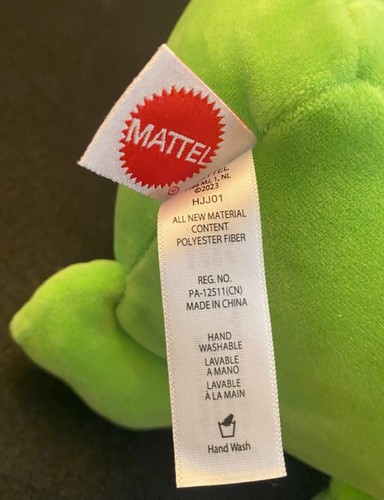 MATTEL
©2023
HJJ01
ALL NEW MATERIAL
CONTENT
POLYESTER FIBER
REG. NO.
PA-12511(CN)
MADE IN CHINA
HAND
WASHABLE
LAVABLE
A MANO
LAVABLE
À LA MAIN
Hand Wash